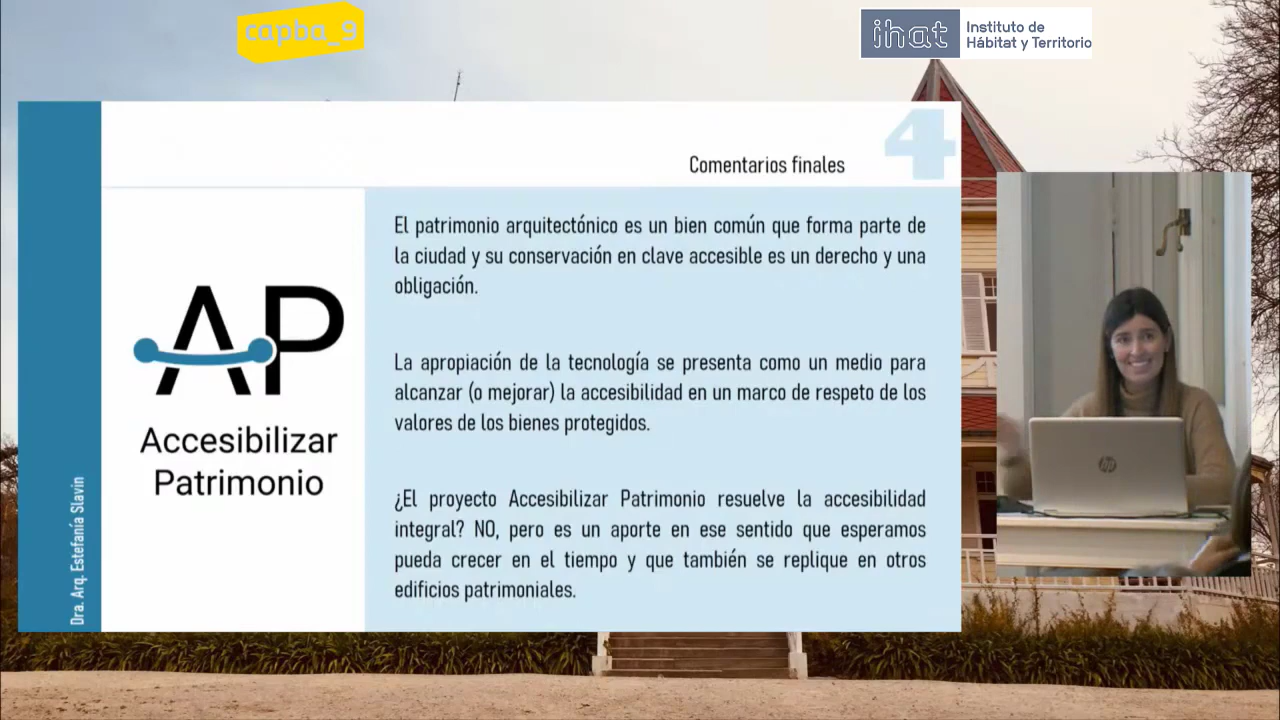 capba_9
ihat
Instituto de
Hábitat y Territorio
4
Comentarios finales
El patrimonio arquitectónico es un bien común que forma parte de
la ciudad y su conservación en clave accesible es un derecho y una
obligación.
La apropiación de la tecnología se presenta como un medio para
alcanzar (o mejorar) la accesibilidad en un marco de respeto de los
valores de los bienes protegidos.
¿El proyecto Accesibilizar Patrimonio resuelve la accesibilidad
integral? NO, pero es un aporte en ese sentido que esperamos
pueda crecer en el tiempo y que también se replique en otros
edificios patrimoniales.
AP
Accesibilizar
Patrimonio
Dra. Arq. Estefanía Slavin
hp